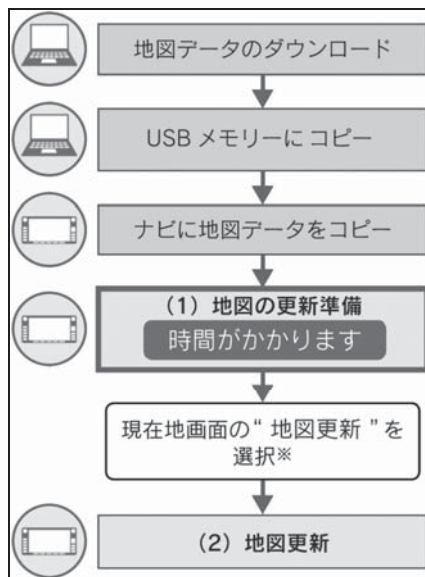 地図データのダウンロード
USB メモリーに コピー
ナビに地図データをコピー
（1）地図の更新準備
時間がかかります
現在地画面の“ 地図更新 ”を
選択※
（2）地図更新